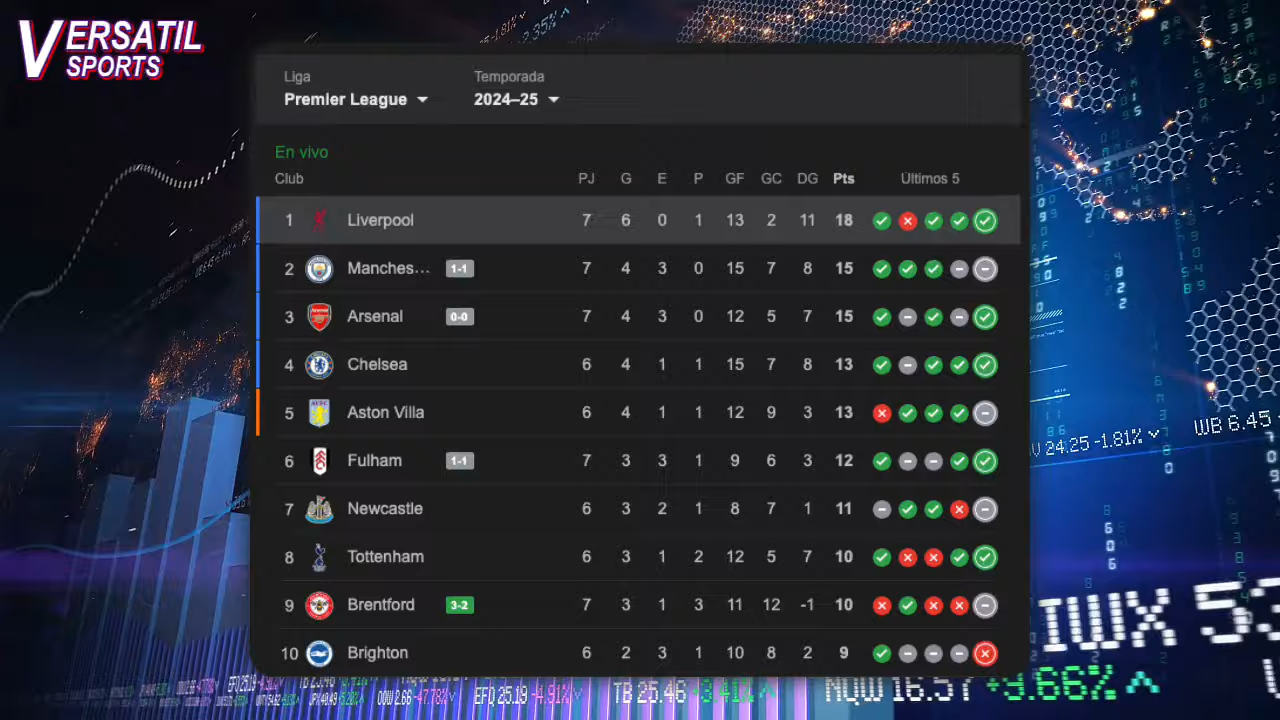 VERSATIL
SPORTS
Liga
Temporada
Premier League
2024–25
En vivo
Club PJ G E P GF GC DG Pts Últimos 5
1 Liverpool 7 6 0 1 13 2 11 18
2 Manches... 1-1 7 4 3 0 15 7 8 15
3 Arsenal 0-0 7 4 3 0 12 5 7 15
4 Chelsea 6 4 1 1 15 7 8 13
5 Aston Villa 6 4 1 1 12 9 3 13
6 Fulham 1-1 7 3 3 1 9 6 3 12
7 Newcastle 6 3 2 1 8 7 1 11
8 Tottenham 6 3 1 2 12 5 7 10
9 Brentford 3-2 7 3 1 3 11 12 -1 10
10 Brighton 6 2 3 1 10 8 2 9
WB 6.45
24.25 -1.81%
IWX 53
EFD 25.19 -4.91%
TB 25.46 +3.41%
NQW 16.57 +9.66%